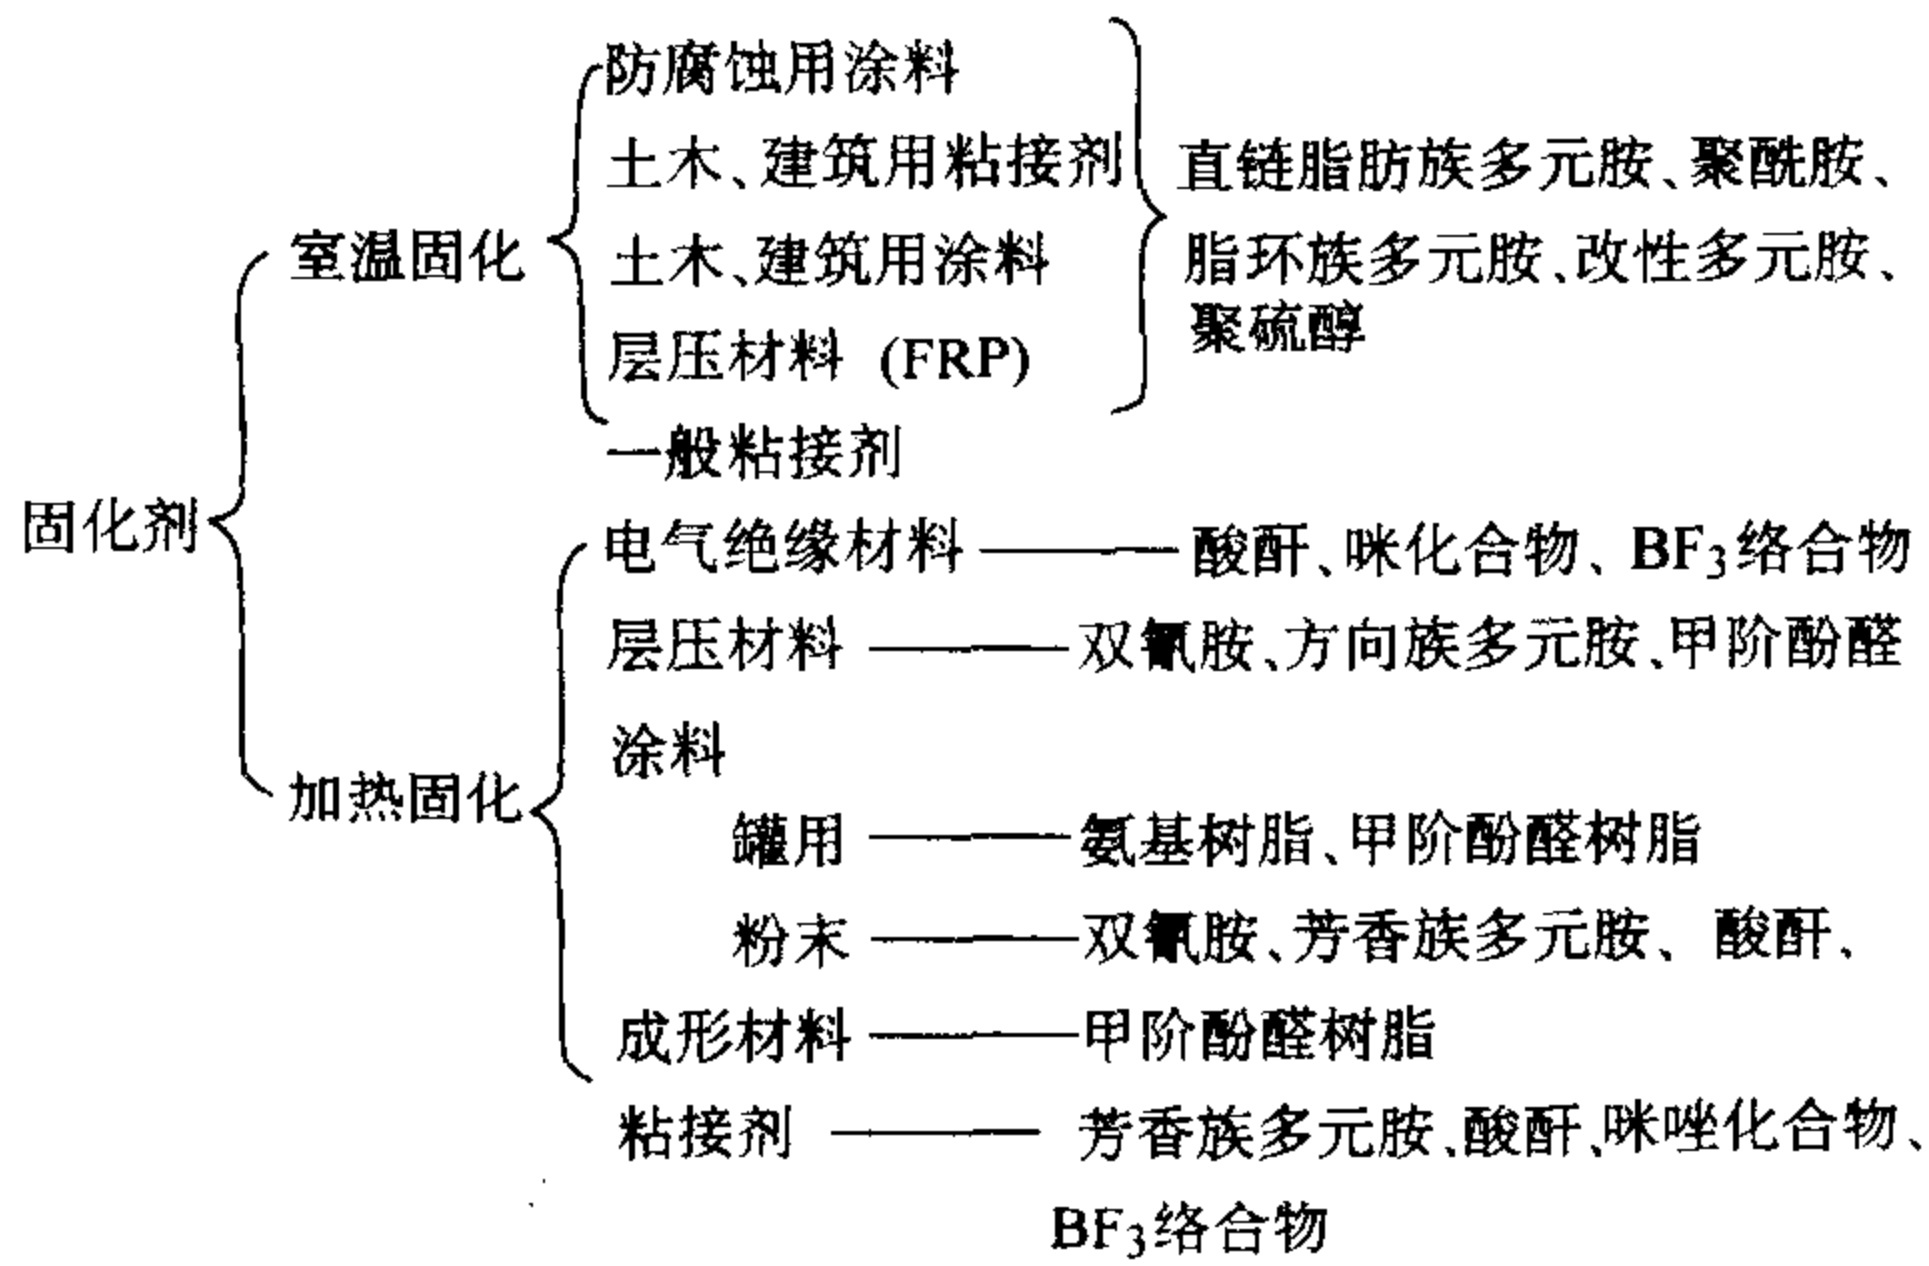 防腐蚀用涂料
土木、建筑用粘接剂
直链脂肪族多元胺、聚酰胺、
室温固化
土木、建筑用涂料
脂环族多元胺、改性多元胺、
聚硫醇
层压材料 (FRP)
一般粘接剂
固化剂
电气绝缘材料 —— 酸酐、咪化合物、BF₃络合物
层压材料 —— 双氰胺、方向族多元胺、甲阶酚醛
涂料
加热固化
罐用 —— 氨基树脂、甲阶酚醛树脂
粉末 —— 双氰胺、芳香族多元胺、酸酐、
成形材料 —— 甲阶酚醛树脂
粘接剂 —— 芳香族多元胺、酸酐、咪唑化合物、
BF₃络合物